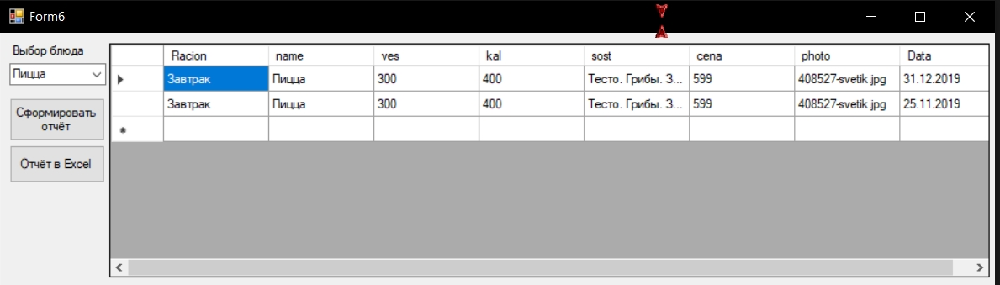 Form6
Выбор блюда
Пицца
Сформировать
отчёт
Отчёт в Excel
Racion name ves kal sost cena photo Data
Завтрак Пицца 300 400 Тесто. Грибы. З... 599 408527-svetik.jpg 31.12.2019
Завтрак Пицца 300 400 Тесто. Грибы. З... 599 408527-svetik.jpg 25.11.2019